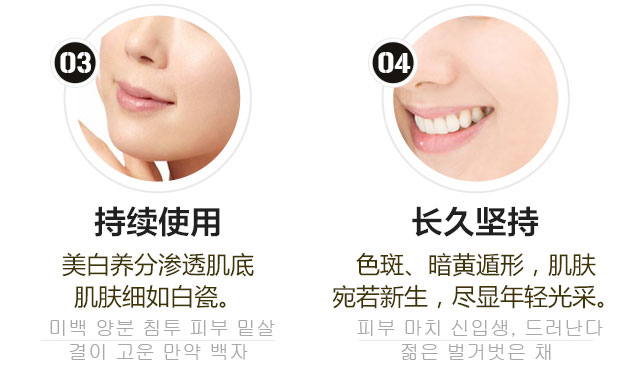 03
持续使用
美白养分渗透肌底
肌肤细如白瓷。
미백 양분 침투 피부 밑살
결이 고운 만약 백자
04
长久坚持
色斑、暗黄遁形，肌肤
宛若新生，尽显年轻光采。
피부 마치 신입생, 드러난다
젊은 벌거벗은 채